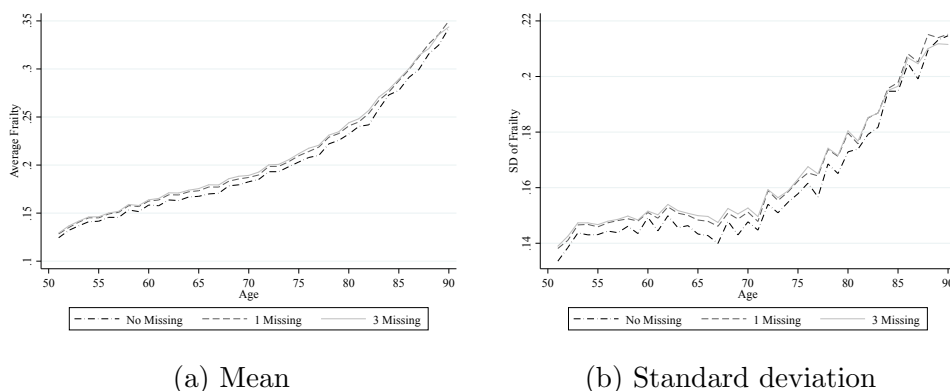 .35
.3
.25
.2
.15
.1
Average Frailty
50 55 60 65 70 75 80 85 90
Age
No Missing 1 Missing 3 Missing
(a) Mean
.22
.2
.18
.16
.14
SD of Frailty
50 55 60 65 70 75 80 85 90
Age
No Missing 1 Missing 3 Missing
(b) Standard deviation